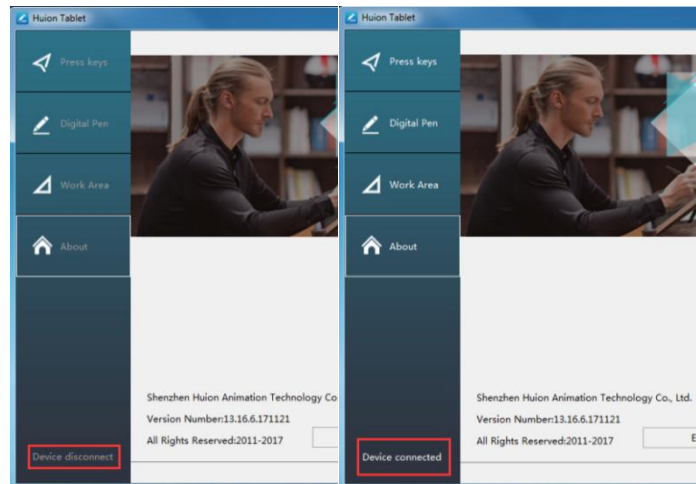 Huion Tablet
Press keys
Digital Pen
Work Area
About
Shenzhen Huion Animation Technology Co
Version Number:13.16.6.171121
All Rights Reserved:2011-2017
Device disconnect
Huion Tablet
Press keys
Digital Pen
Work Area
About
Shenzhen Huion Animation Technology Co., Ltd.
Version Number:13.16.6.171121
All Rights Reserved:2011-2017
E
Device connected